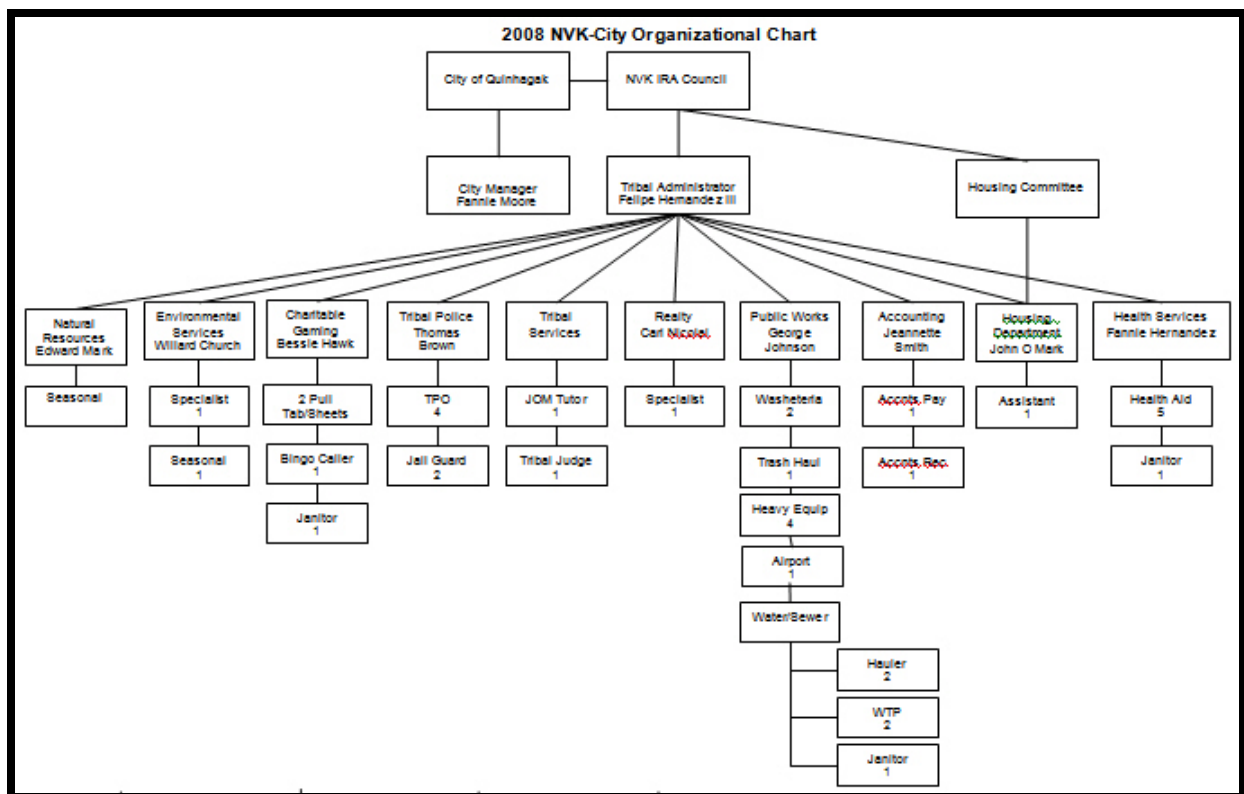 2008 NVK-City Organizational Chart
City of Quinhagak
NVK IRA Council
City Manager
Fannie Moore
Tribal Administrator
Felipe Hernandez III
Housing Committee
Natural
Resources
Edward Mark
Environmental
Services
Willard Church
Charitable
Gaming
Bessie Hawk
Tribal Police
Thomas
Brown
Tribal
Services
Realty
Carl Nicolai
Public Works
George
Johnson
Accounting
Jeannette
Smith
Housing
Department
John O Mark
Health Services
Fannie Hernandez
Seasonal
Specialist
1
2 Pull
Tab/Sheets
TPO
4
JOM Tutor
1
Specialist
1
Washeteria
2
Accnts Pay
1
Assistant
1
Health Aid
5
Seasonal
1
Bingo Caller
1
Jail Guard
2
Tribal Judge
1
Trash Haul
1
Accnts Rec
1
Janitor
1
Janitor
1
Heavy Equip
4
Airport
1
Water/Sewer
Hauler
2
WTP
2
Janitor
1